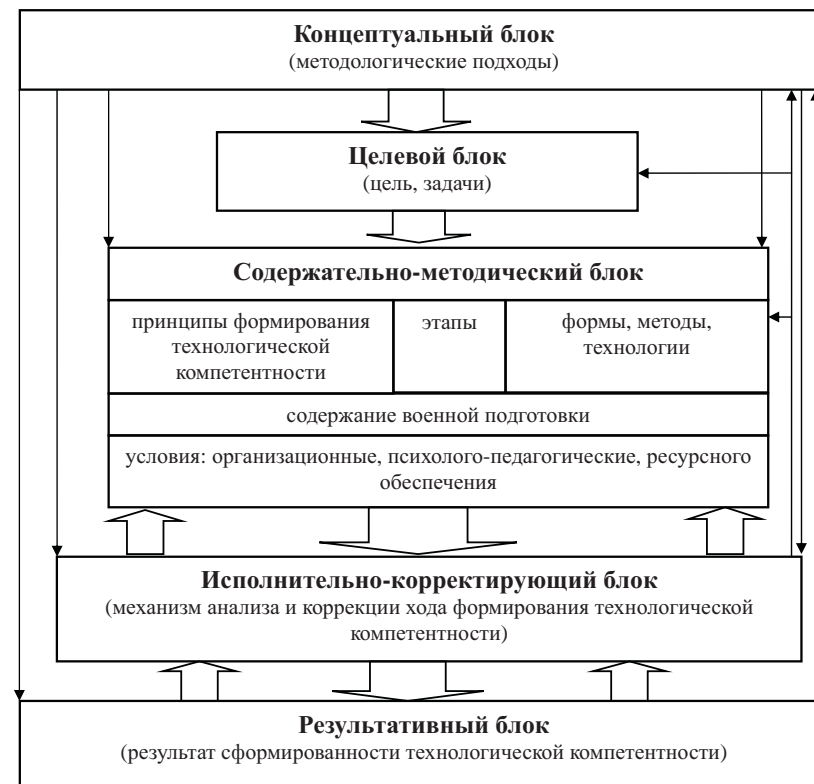 Концептуальный блок
(методологические подходы)
Целевой блок
(цель, задачи)
Содержательно-методический блок
принципы формирования
технологической
компетентности
этапы
формы, методы,
технологии
содержание военной подготовки
условия: организационные, психолого-педагогические, ресурсного
обеспечения
Исполнительно-корректирующий блок
(механизм анализа и коррекции хода формирования технологической
компетентности)
Результативный блок
(результат сформированности технологической компетентности)